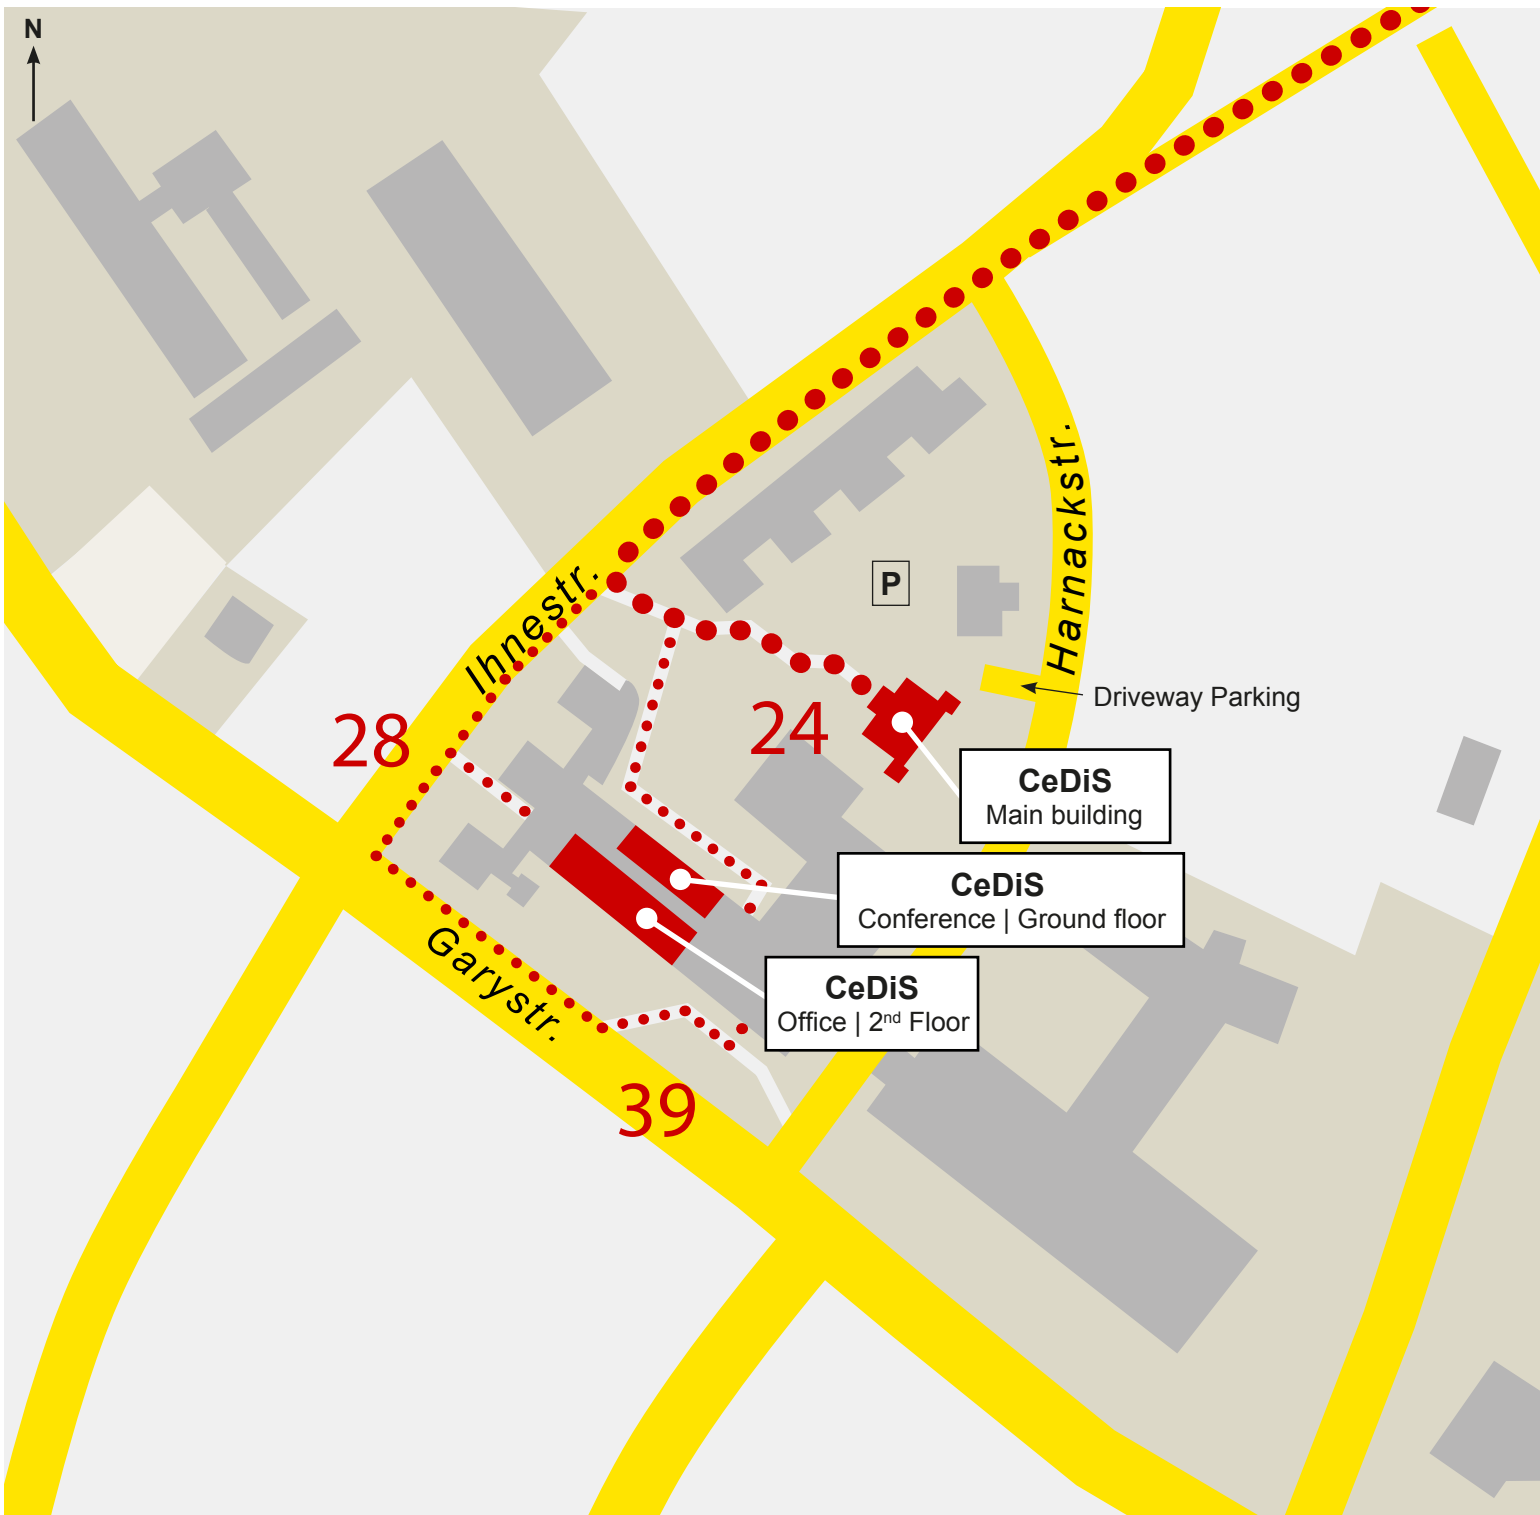 N
Harnackstr.
P
Ihnestr.
Driveway Parking
24
28
CeDiS
Main building
CeDiS
Conference | Ground floor
Garystr.
CeDiS
Office | 2nd Floor
39